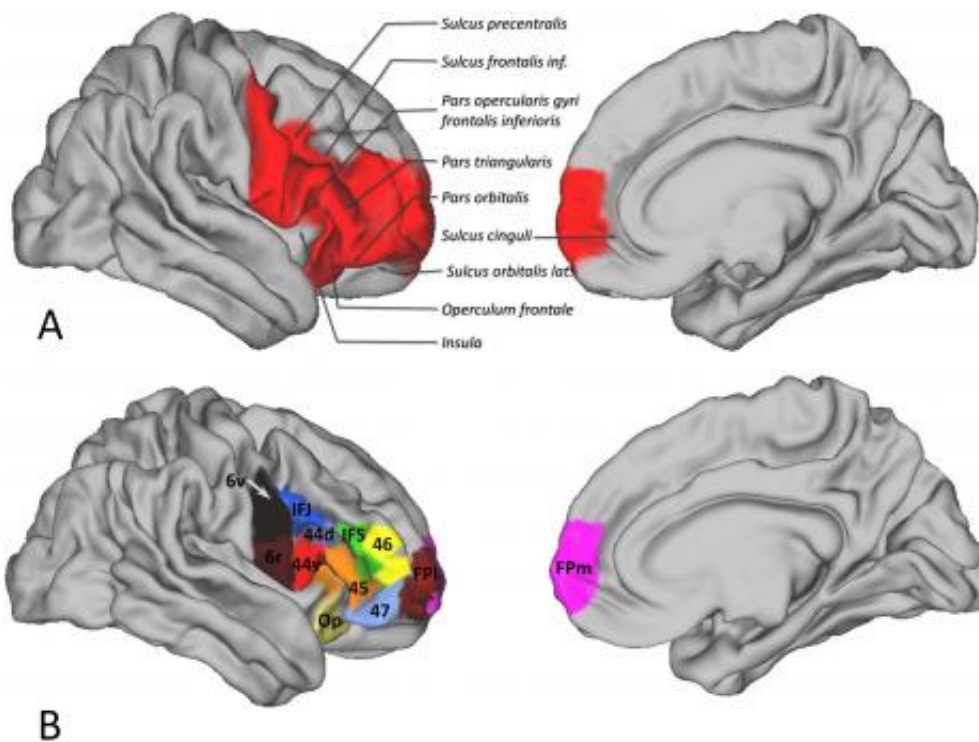 Sulcus precentralis
Sulcus frontalis inf.
Pars opercularis gyri
frontalis inferioris
Pars triangularis
Pars orbitalis
Sulcus cinguli
Sulcus orbitalis lat.
Operculum frontale
Insula
A
6v
IFJ
44d
IFS
46
6r
44v
45
FPl
47
Op
FPm
B